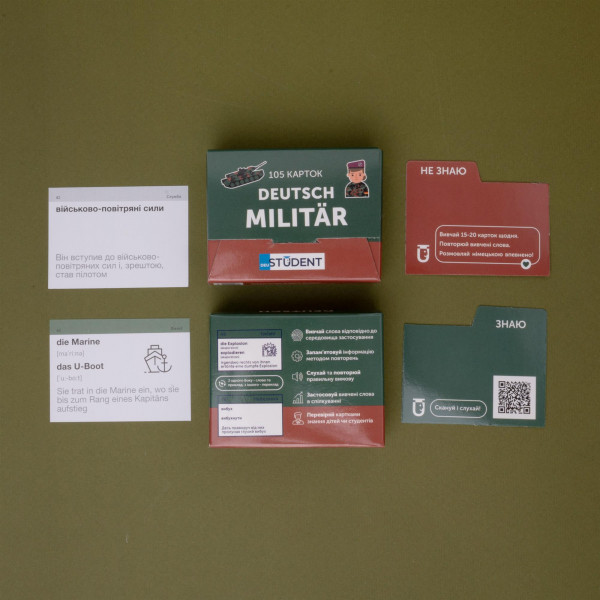 військово-повітряні сили
Він вступив до військово-
повітряних сил і, зрештою,
став пілотом
105 КАРТОК
DEUTSCH
MILITÄR
STUDENT
НЕ ЗНАЮ
Вивчай 15-20 карток щодня.
Повторюй вивчені слова.
Розмовляй німецькою впевнено!
die Marine
das U-Boot
Sie trat in die Marine ein, wo sie
bis zum Rang eines Kapitäns
aufstieg
die Explosion
explodieren
вибух
вибухати
Вивчай слова відповідно до
середовища застосування
Запам'ятовуй інформацію
методом повторень
Слухай та повторюй
правильну вимову
Застосовуй вивчені слова
в спілкуванні
Перевіряй картками
знання дітей чи студентів
ЗНАЮ
Скануй і слухай!